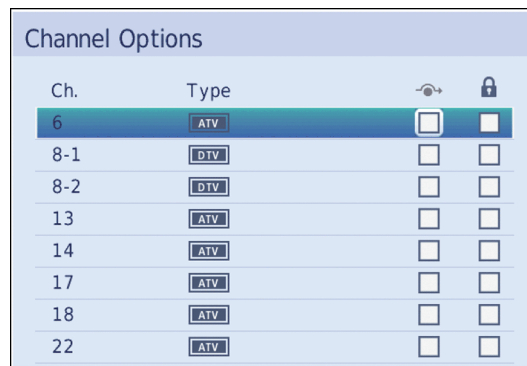 Channel Options
Ch. Type
6 ATV
8-1 DTV
8-2 DTV
13 ATV
14 ATV
17 ATV
18 ATV
22 ATV